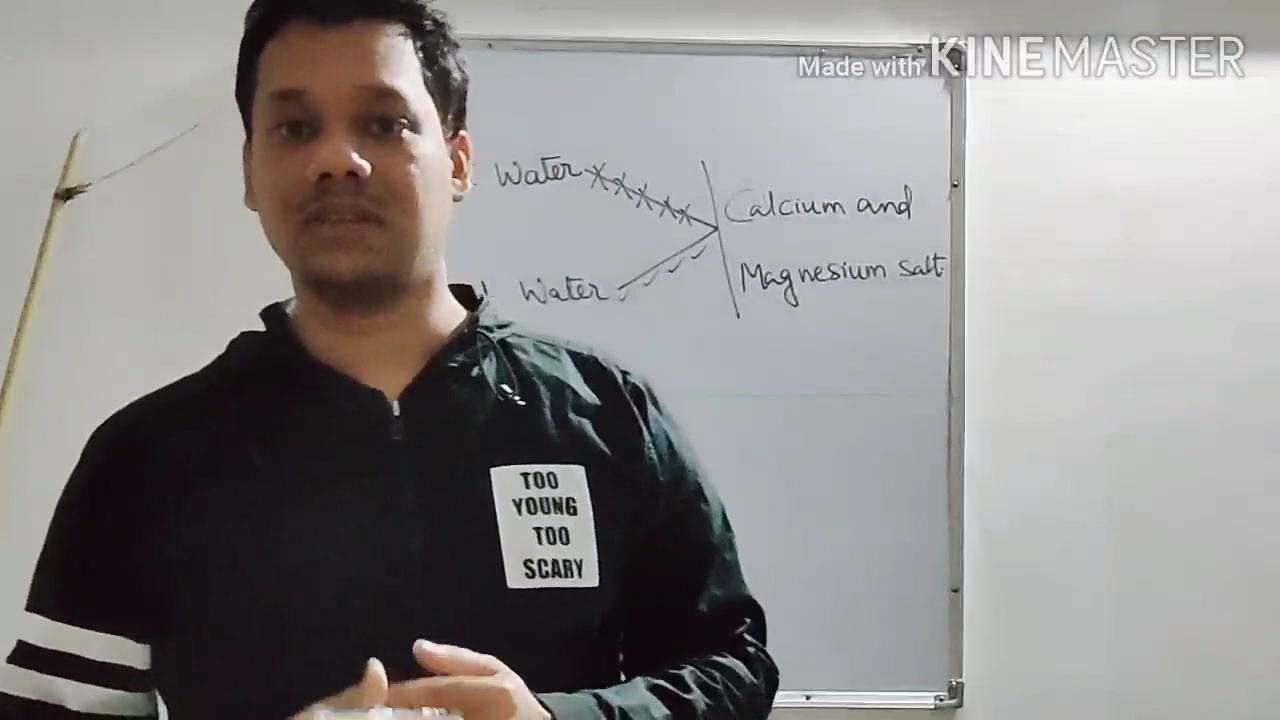 Made with KINEMASTER
Water
Calcium and
Magnesium salt
Water
TOO
YOUNG
TOO
SCARY